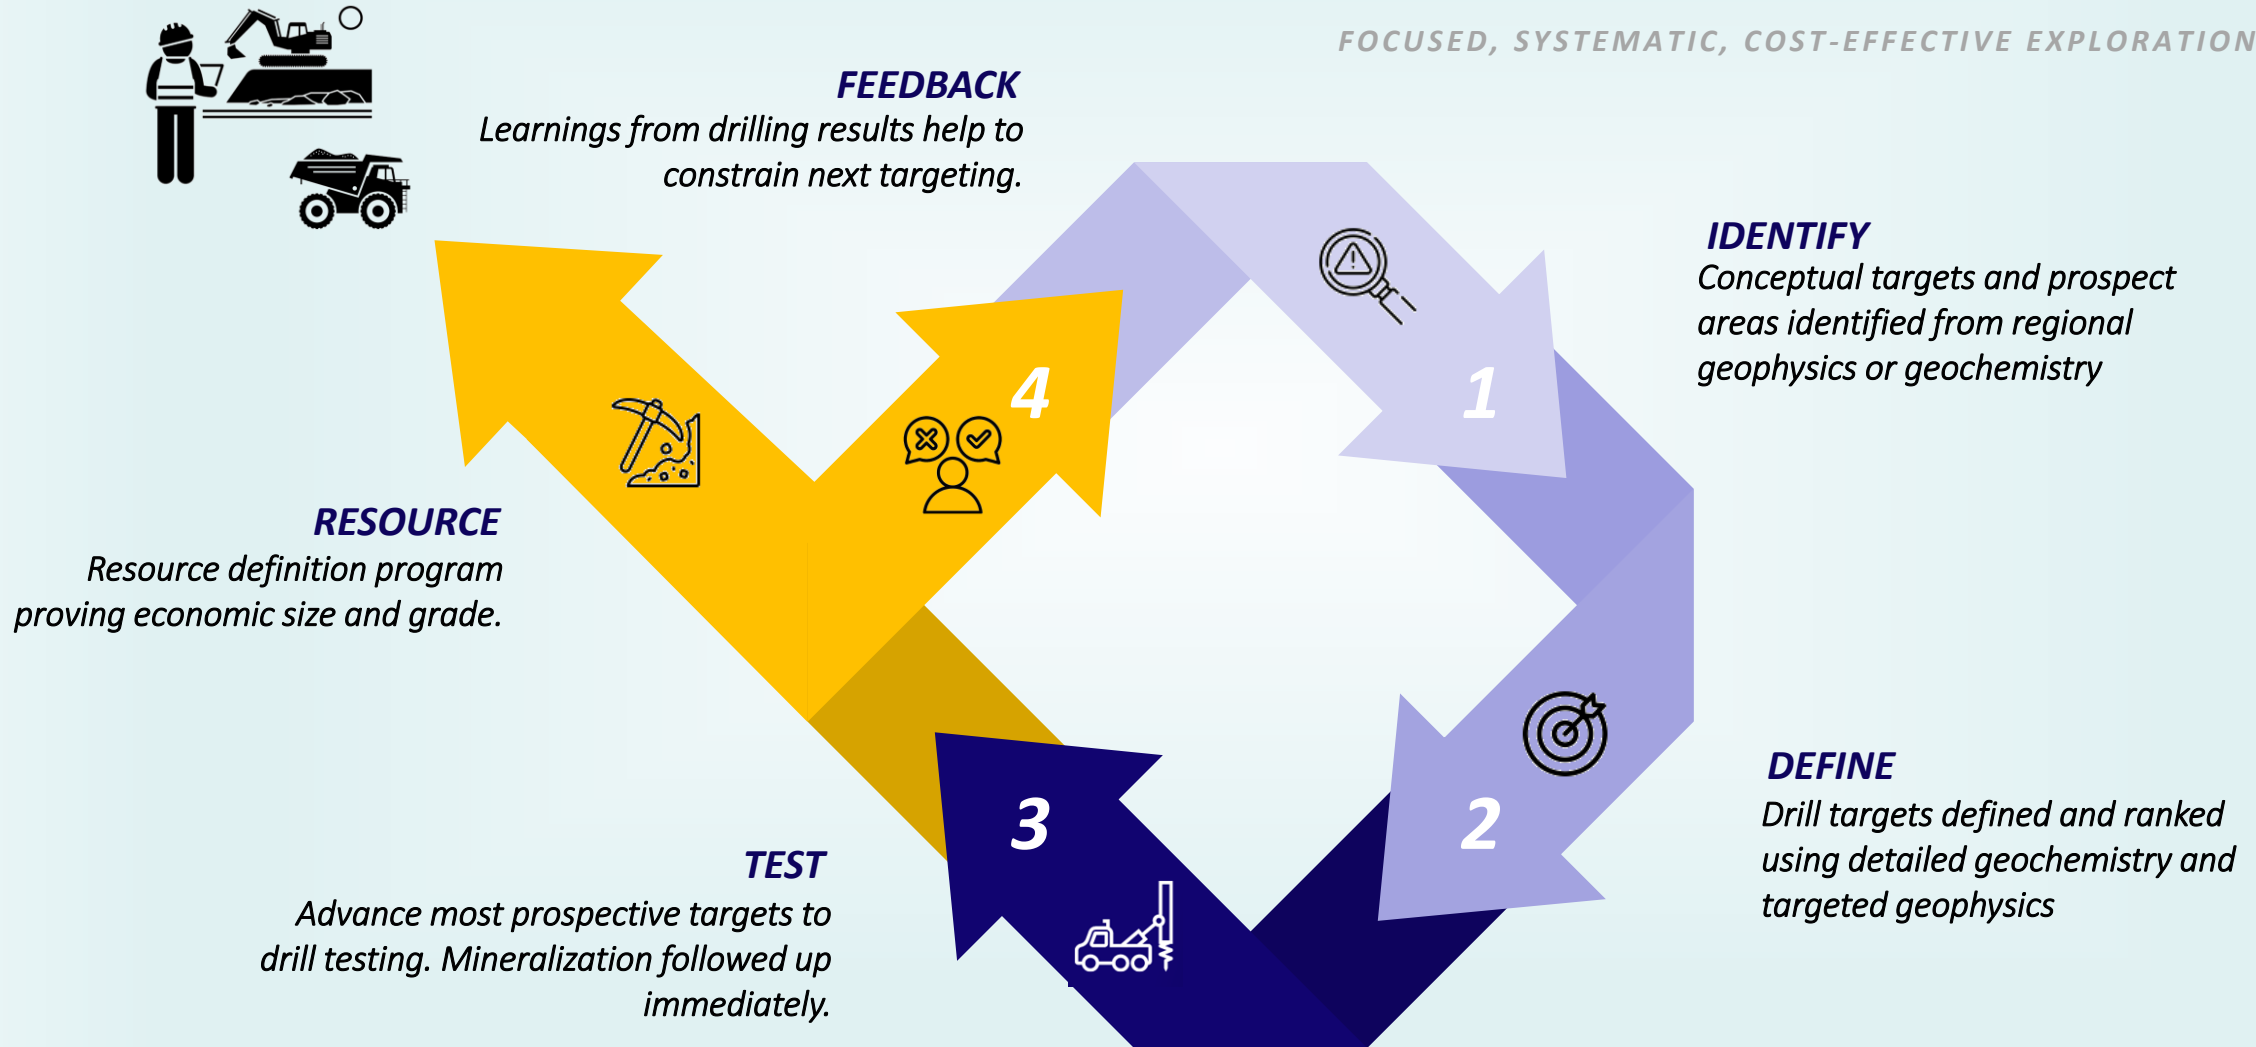 FOCUSED, SYSTEMATIC, COST-EFFECTIVE EXPLORATION
FEEDBACK
Learnings from drilling results help to
constrain next targeting.
IDENTIFY
Conceptual targets and prospect
areas identified from regional
geophysics or geochemistry
4
1
RESOURCE
Resource definition program
proving economic size and grade.
DEFINE
Drill targets defined and ranked
using detailed geochemistry and
targeted geophysics
3
2
TEST
Advance most prospective targets to
drill testing. Mineralization followed up
immediately.